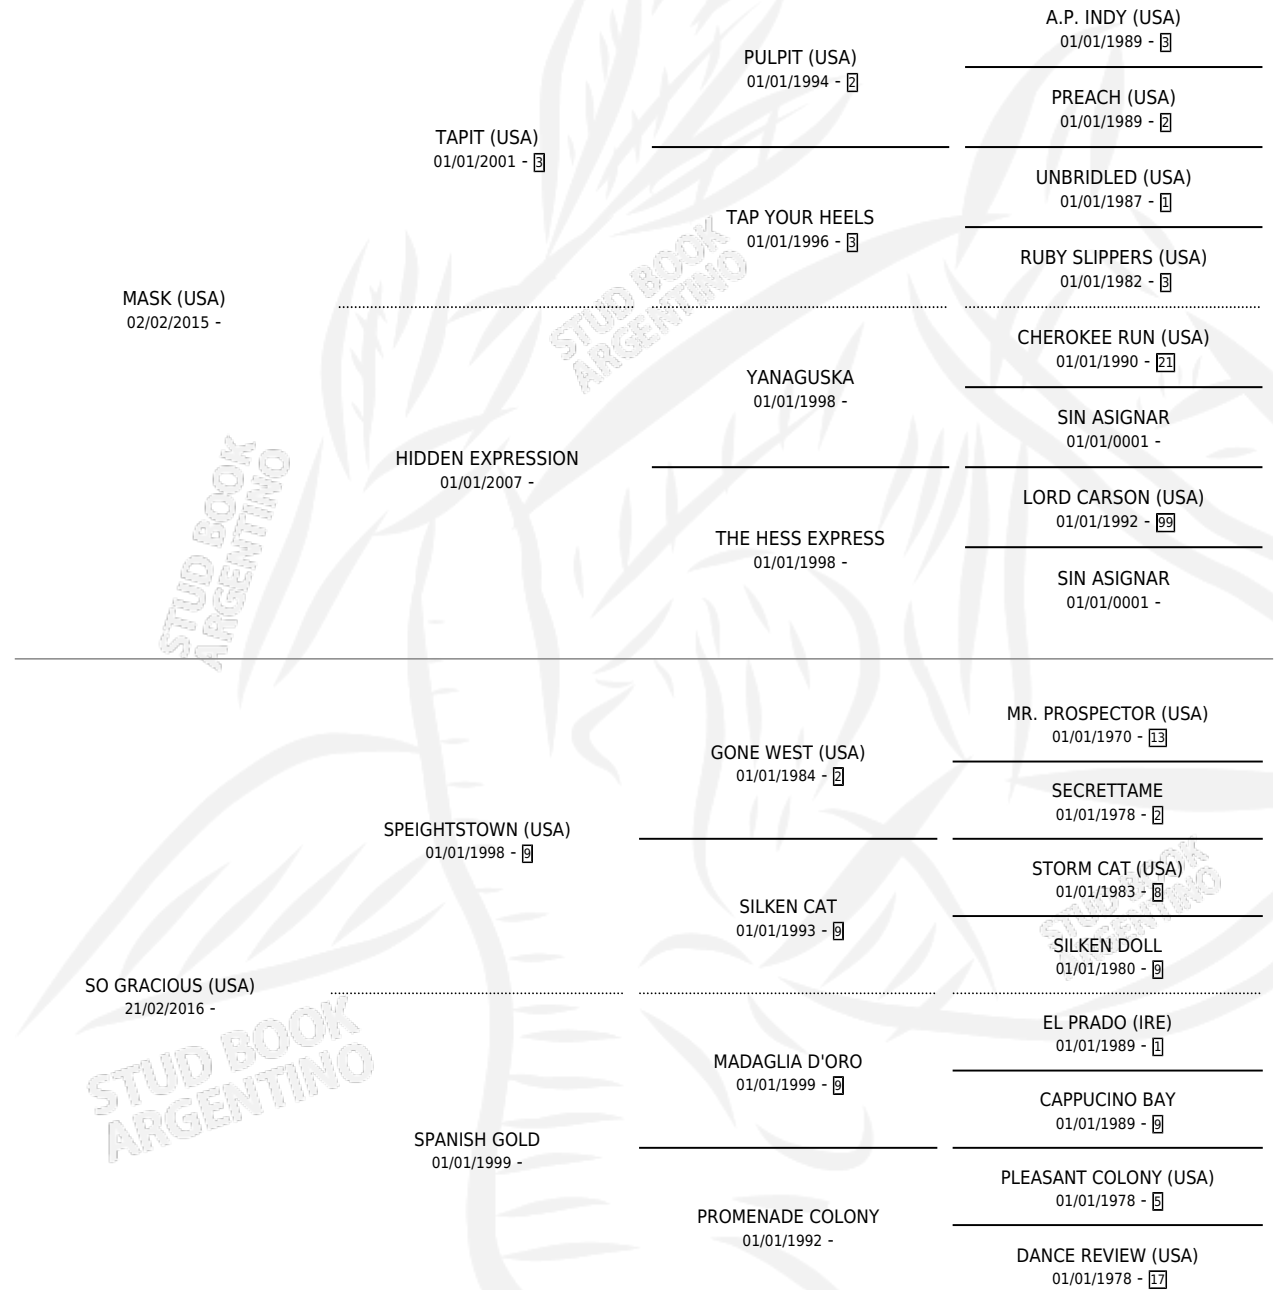 A.P. INDY (USA)
01/01/1989 - 3
PULPIT (USA)
01/01/1994 - 2
PREACH (USA)
01/01/1989 - 2
TAPIT (USA)
01/01/2001 - 3
UNBRIDLED (USA)
01/01/1987 - 1
TAP YOUR HEELS
01/01/1996 - 3
RUBY SLIPPERS (USA)
01/01/1982 - 3
MASK (USA)
02/02/2015 -
STUD BOOK
ARGENTINO
CHEROKEE RUN (USA)
01/01/1990 - 21
YANAGUSKA
01/01/1998 -
SIN ASIGNAR
01/01/0001 -
HIDDEN EXPRESSION
01/01/2007 -
LORD CARSON (USA)
01/01/1992 - 99
THE HESS EXPRESS
01/01/1998 -
SIN ASIGNAR
01/01/0001 -
STUD BOOK
ARGENTINO
MR. PROSPECTOR (USA)
01/01/1970 - 13
GONE WEST (USA)
01/01/1984 - 2
SECRETTAME
01/01/1978 - 2
SPEIGHTSTOWN (USA)
01/01/1998 - 9
STORM CAT (USA)
01/01/1983 - 8
SILKEN CAT
01/01/1993 - 9
SILKEN DOLL
01/01/1980 - 9
STUD BOOK
ARGENTINO
SO GRACIOUS (USA)
21/02/2016 -
EL PRADO (IRE)
01/01/1989 - 1
MADAGLIA D'ORO
01/01/1999 - 9
CAPPUCINO BAY
01/01/1989 - 9
STUD BOOK
ARGENTINO
SPANISH GOLD
01/01/1999 -
PLEASANT COLONY (USA)
01/01/1978 - 5
PROMENADE COLONY
01/01/1992 -
DANCE REVIEW (USA)
01/01/1978 - 17